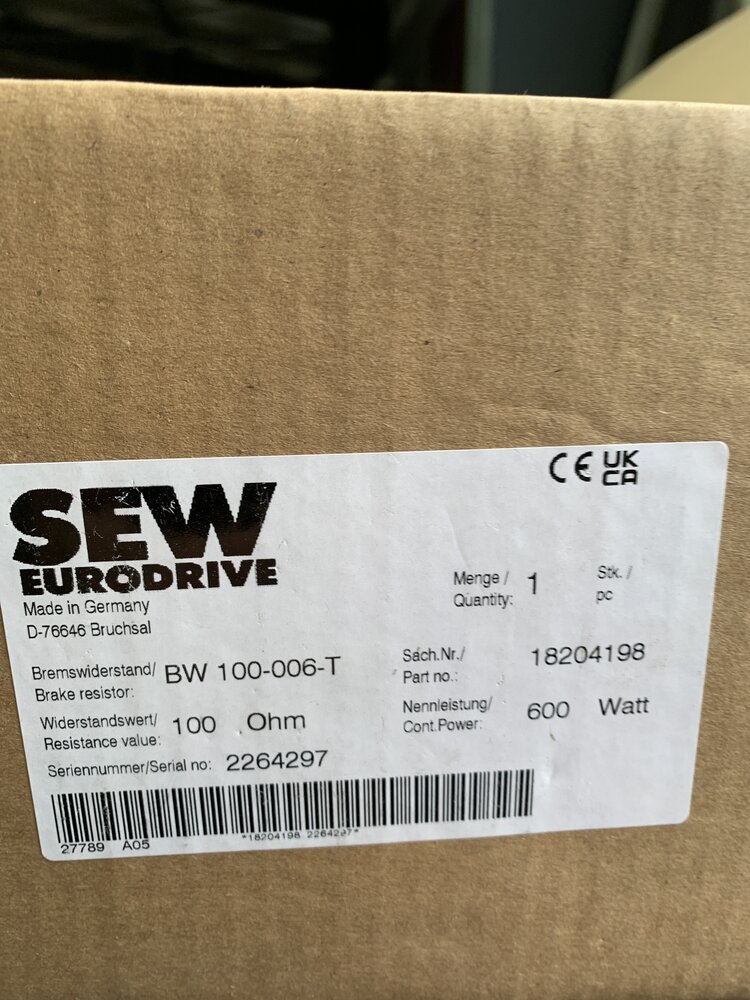 CE UK
CA
SEW
EURODRIVE
Made in Germany
D-76646 Bruchsal
Menge / Quantity: 1 Stk. / pc
Bremswiderstand/ Brake resistor: BW 100-006-T
Sach.Nr./ Part no.: 18204198
Widerstandswert/ Resistance value: 100 Ohm
Nennleistung/ Cont.Power: 600 Watt
Seriennummer/Serial no: 2264297
*18204198 2264297*
27789 A05